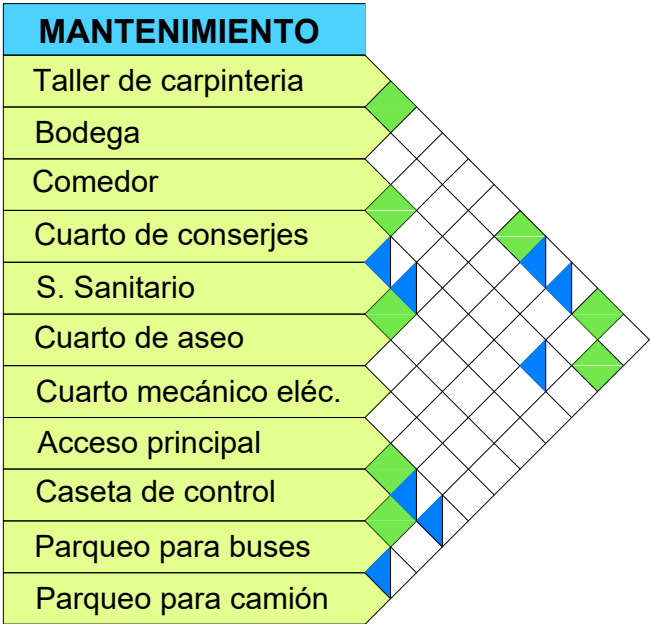 MANTENIMIENTO
Taller de carpinteria
Bodega
Comedor
Cuarto de conserjes
S. Sanitario
Cuarto de aseo
Cuarto mecánico eléc.
Acceso principal
Caseta de control
Parqueo para buses
Parqueo para camión